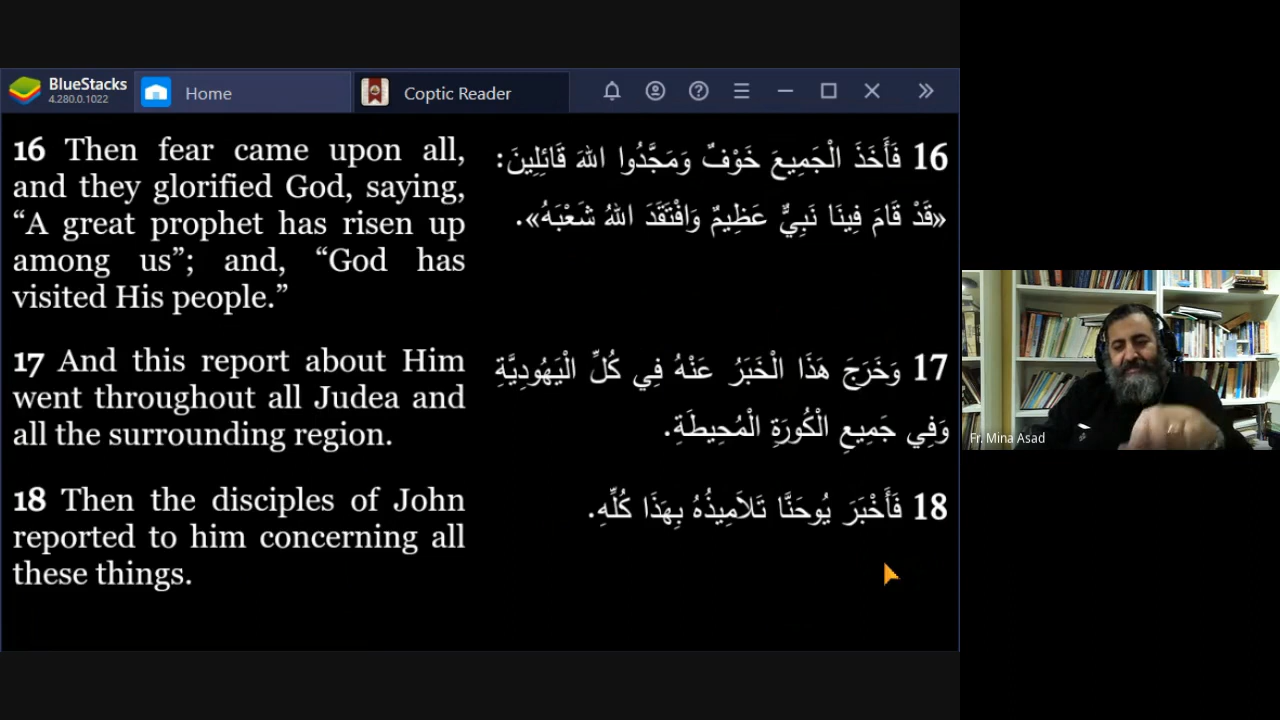 BlueStacks
4.280.0.1022
Home
Coptic Reader
16 Then fear came upon all,
and they glorified God, saying,
“A great prophet has risen up
among us”; and, “God has
visited His people.”
16 فَأَخَذَ الْجَمِيعَ خَوْفٌ وَمَجَّدُوا اللهَ قَائِلِينَ:
«قَدْ قَامَ فِينَا نَبِيٌّ عَظِيمٌ وَافْتَقَدَ اللهُ شَعْبَهُ».
17 And this report about Him
went throughout all Judea and
all the surrounding region.
17 وَخَرَجَ هَذَا الْخَبَرُ عَنْهُ فِي كُلِّ الْيَهُودِيَّةِ
وَفِي جَمِيعِ الْكُورَةِ الْمُحِيطَةِ.
18 Then the disciples of John
reported to him concerning all
these things.
18 فَأَخْبَرَ يُوحَنَّا تَلاَمِيذُهُ بِهَذَا كُلِّهِ.
Fr. Mina Asad